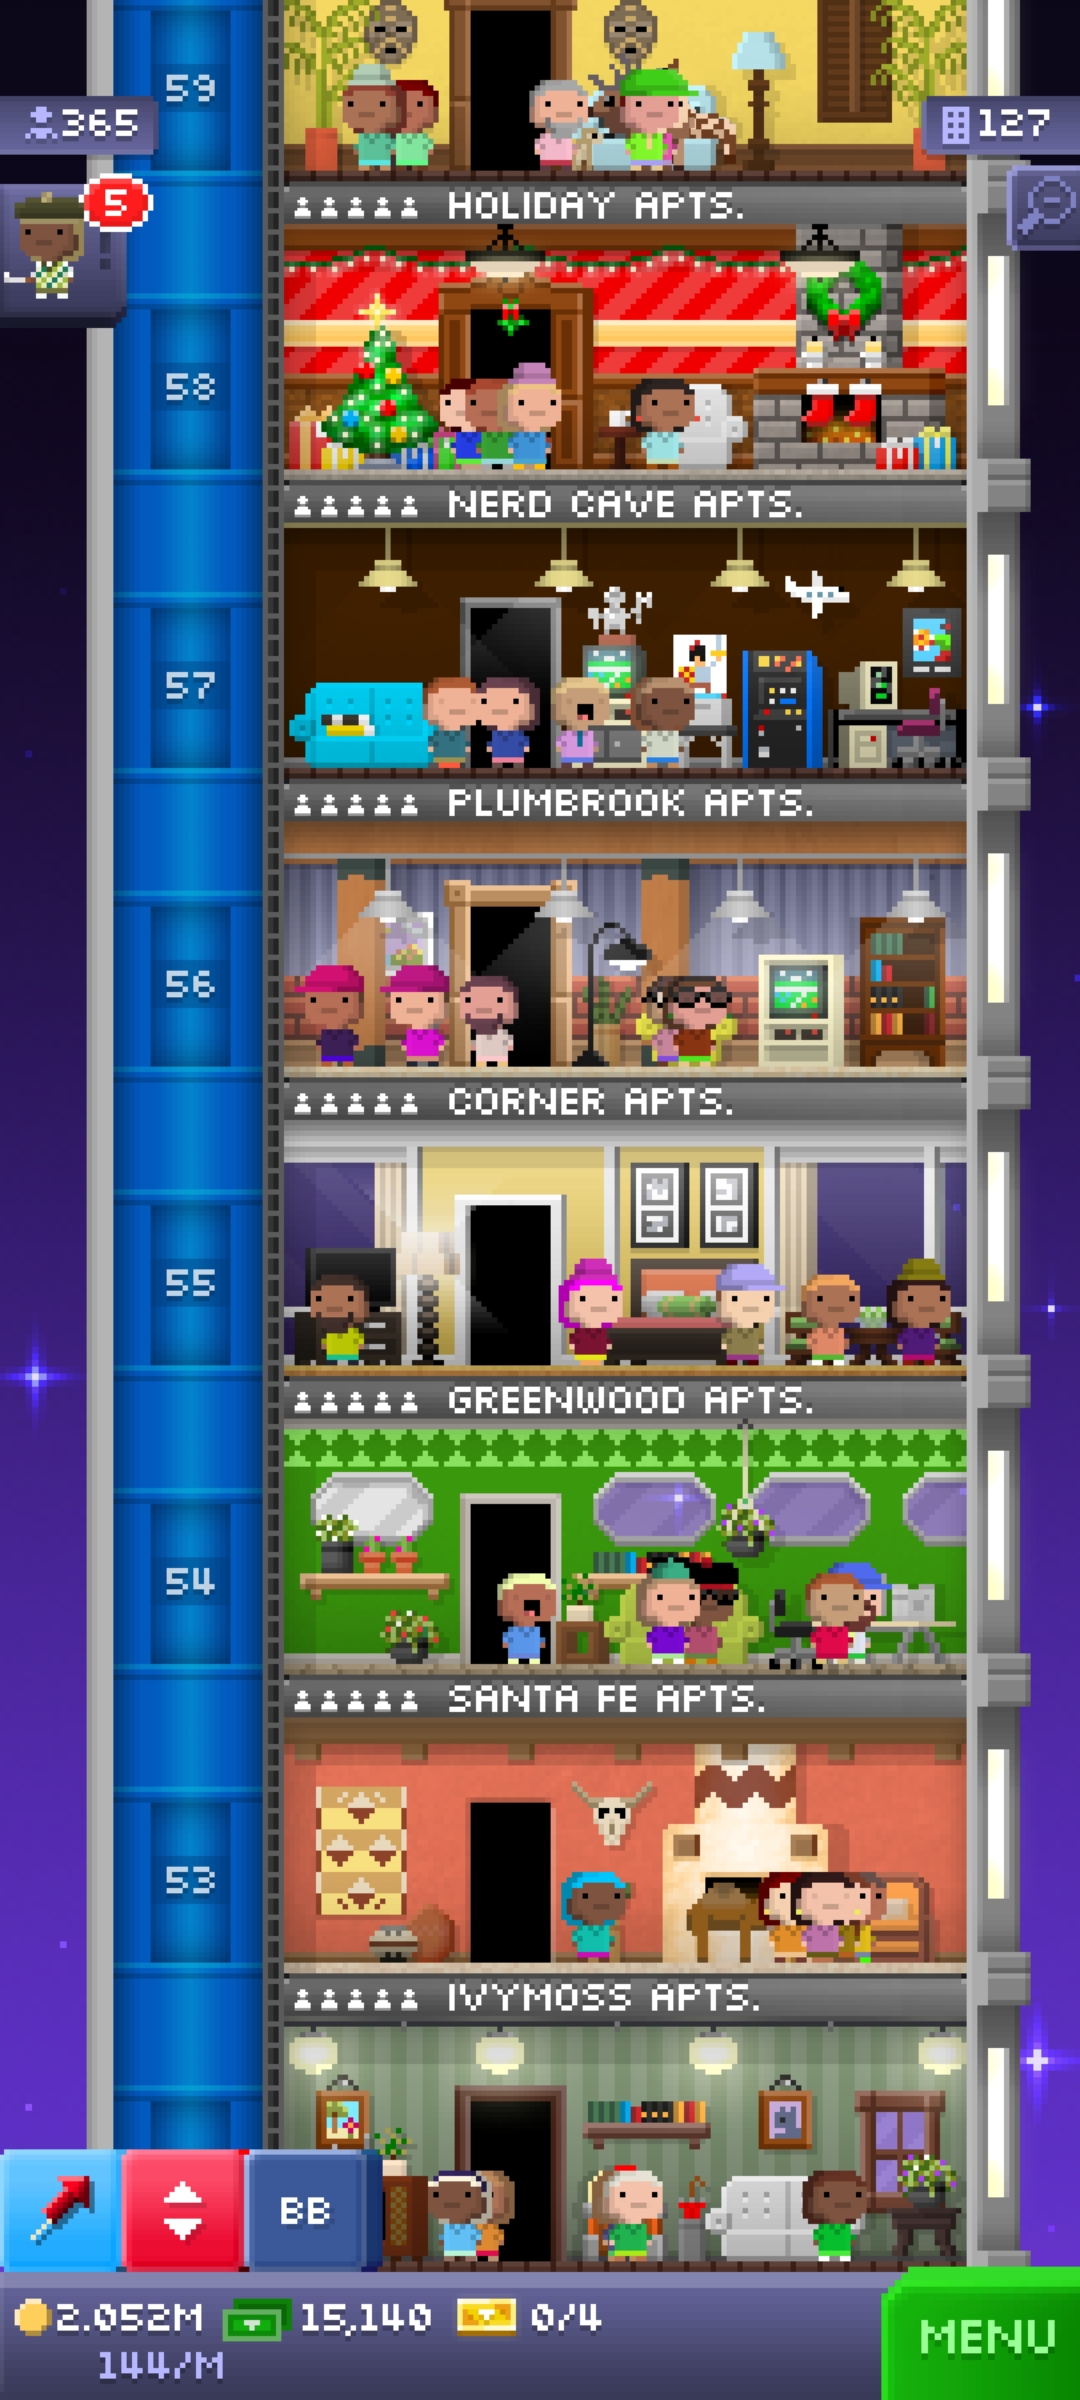 59
365
127
5
HOLIDAY APTS.
58
NERD CAVE APTS.
57
PLUMBROOK APTS.
56
CORNER APTS.
55
GREENWOOD APTS.
54
SANTA FE APTS.
53
IVYMOSS APTS.
BB
2.052M 15,140 0/4
144/M
MENU